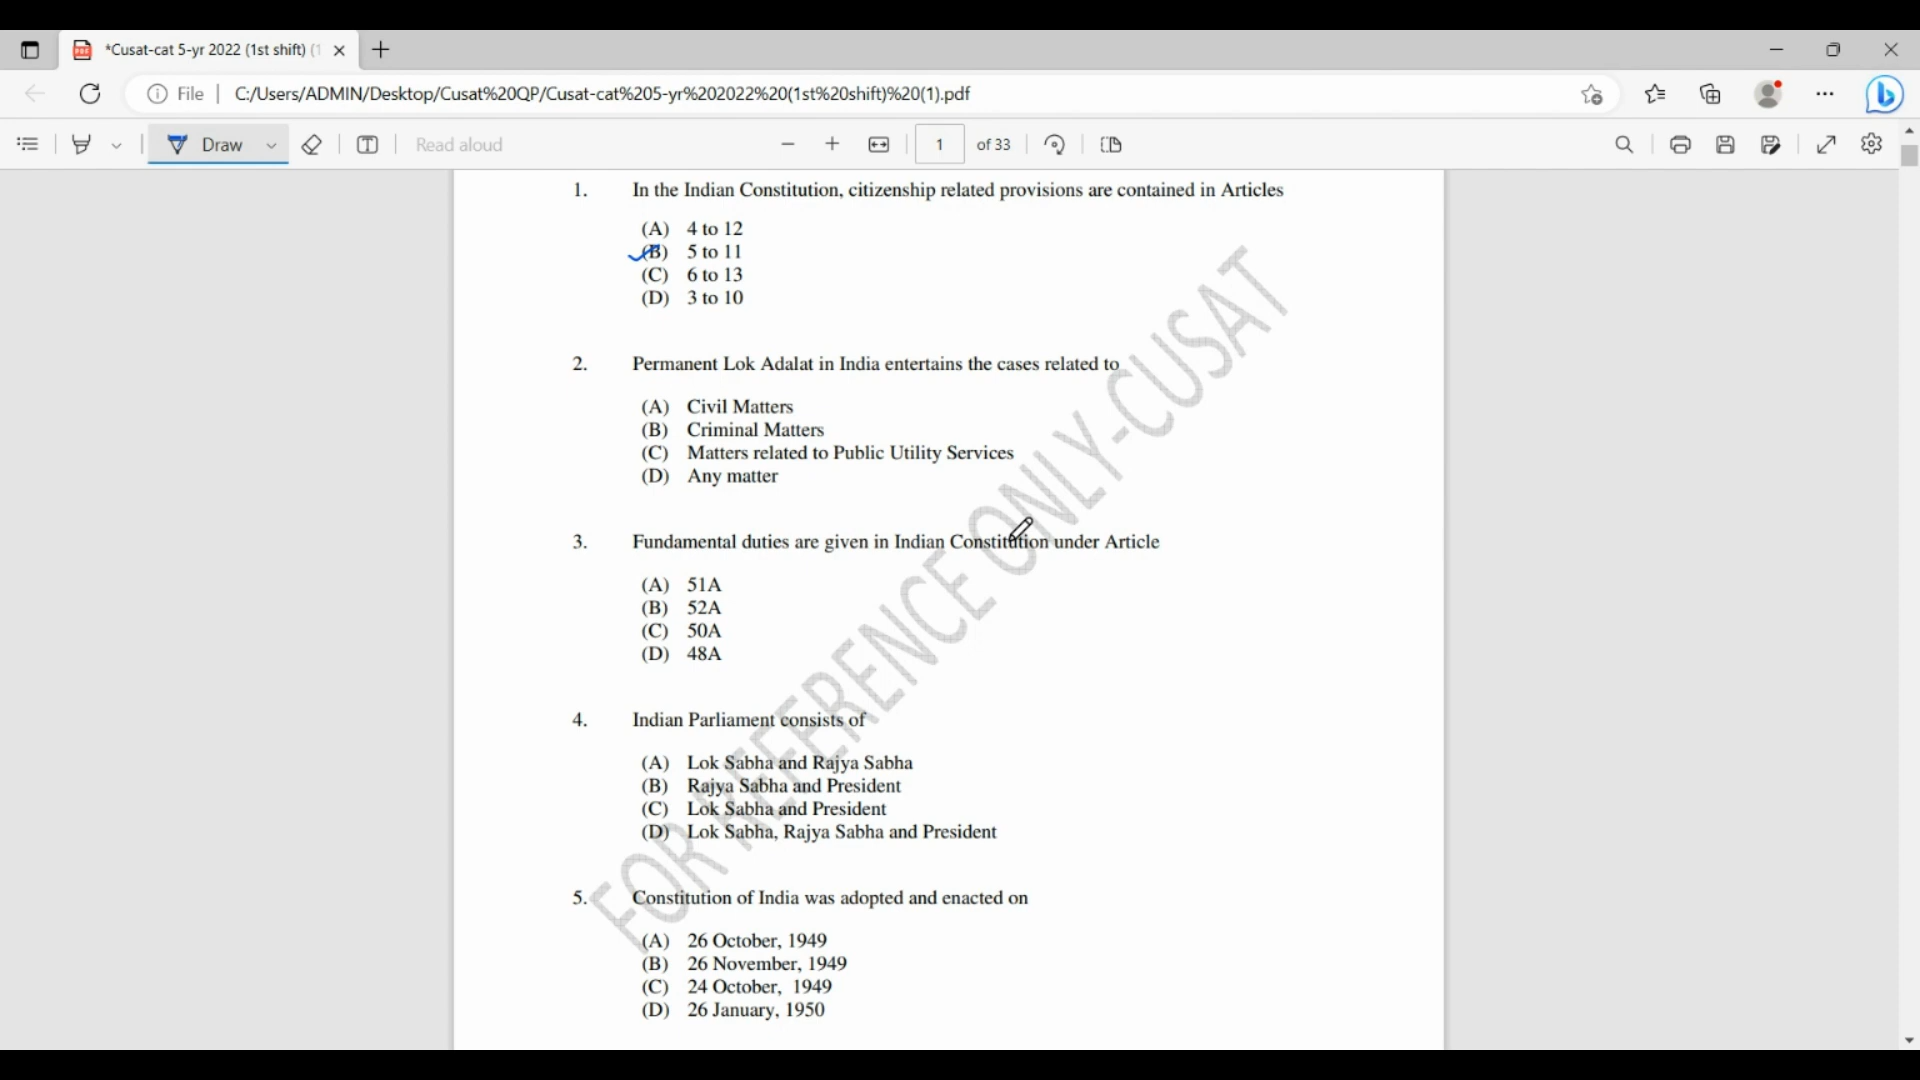 *Cusat-cat 5-yr 2022 (1st shift) (1
File
C:/Users/ADMIN/Desktop/Cusat%20QP/Cusat-cat%205-yr%202022%20(1st%20shift)%20(1).pdf
Draw
Read aloud
1
of 33
1. In the Indian Constitution, citizenship related provisions are contained in Articles
(A) 4 to 12
(B) 5 to 11
(C) 6 to 13
(D) 3 to 10
2. Permanent Lok Adalat in India entertains the cases related to
(A) Civil Matters
(B) Criminal Matters
(C) Matters related to Public Utility Services
(D) Any matter
3. Fundamental duties are given in Indian Constitution under Article
(A) 51A
(B) 52A
(C) 50A
(D) 48A
4. Indian Parliament consists of
(A) Lok Sabha and Rajya Sabha
(B) Rajya Sabha and President
(C) Lok Sabha and President
(D) Lok Sabha, Rajya Sabha and President
5. Constitution of India was adopted and enacted on
(A) 26 October, 1949
(B) 26 November, 1949
(C) 24 October, 1949
(D) 26 January, 1950
FOR REFERENCE ONLY-CUSAT